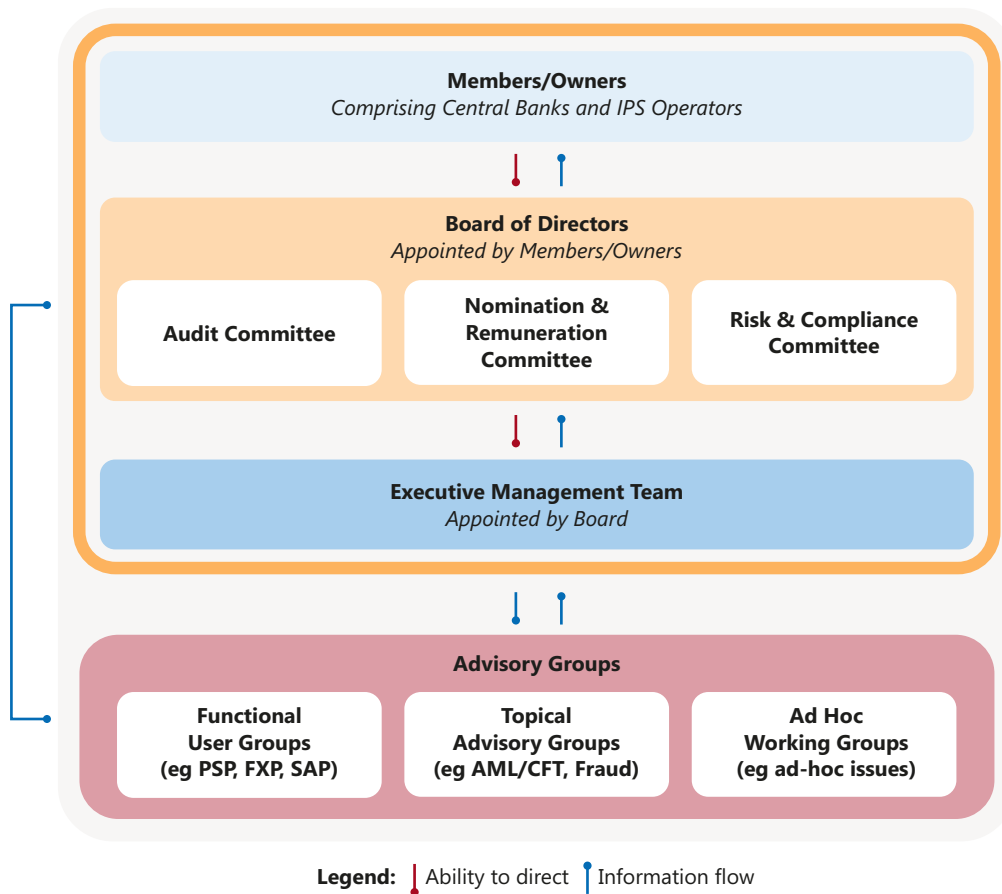 Members/Owners
Comprising Central Banks and IPS Operators
Board of Directors
Appointed by Members/Owners
Audit Committee
Nomination &
Remuneration
Committee
Risk & Compliance
Committee
Executive Management Team
Appointed by Board
Advisory Groups
Functional
User Groups
(eg PSP, FXP, SAP)
Topical
Advisory Groups
(eg AML/CFT, Fraud)
Ad Hoc
Working Groups
(eg ad-hoc issues)
Legend: Ability to direct Information flow